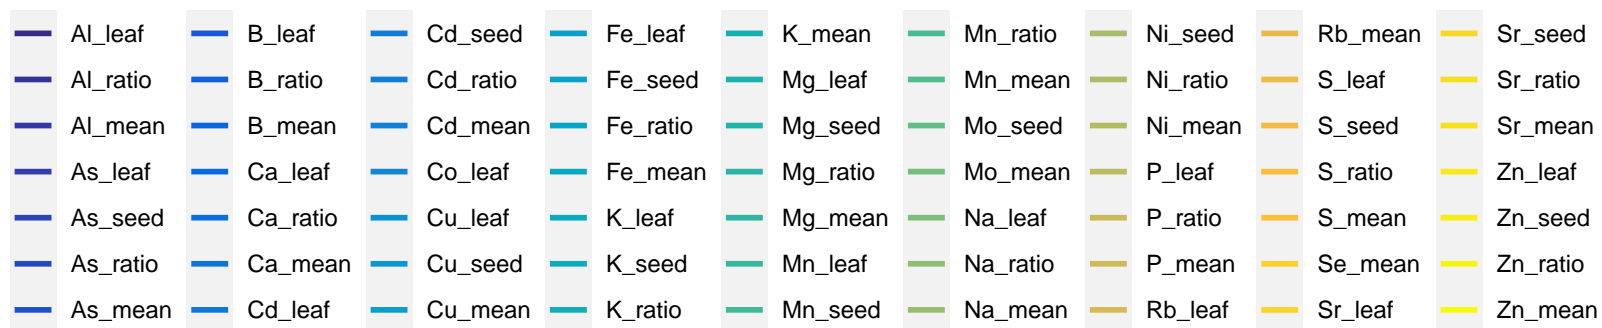 Al_leaf B_leaf Cd_seed Fe_leaf K_mean Mn_ratio Ni_seed Rb_mean Sr_seed
Al_ratio B_ratio Cd_ratio Fe_seed Mg_leaf Mn_mean Ni_ratio S_leaf Sr_ratio
Al_mean B_mean Cd_mean Fe_ratio Mg_seed Mo_seed Ni_mean S_seed Sr_mean
As_leaf Ca_leaf Co_leaf Fe_mean Mg_ratio Mo_mean P_leaf S_ratio Zn_leaf
As_seed Ca_ratio Cu_leaf K_leaf Mg_mean Na_leaf P_ratio S_mean Zn_seed
As_ratio Ca_mean Cu_seed K_seed Mn_leaf Na_ratio P_mean Se_mean Zn_ratio
As_mean Cd_leaf Cu_mean K_ratio Mn_seed Na_mean Rb_leaf Sr_leaf Zn_mean